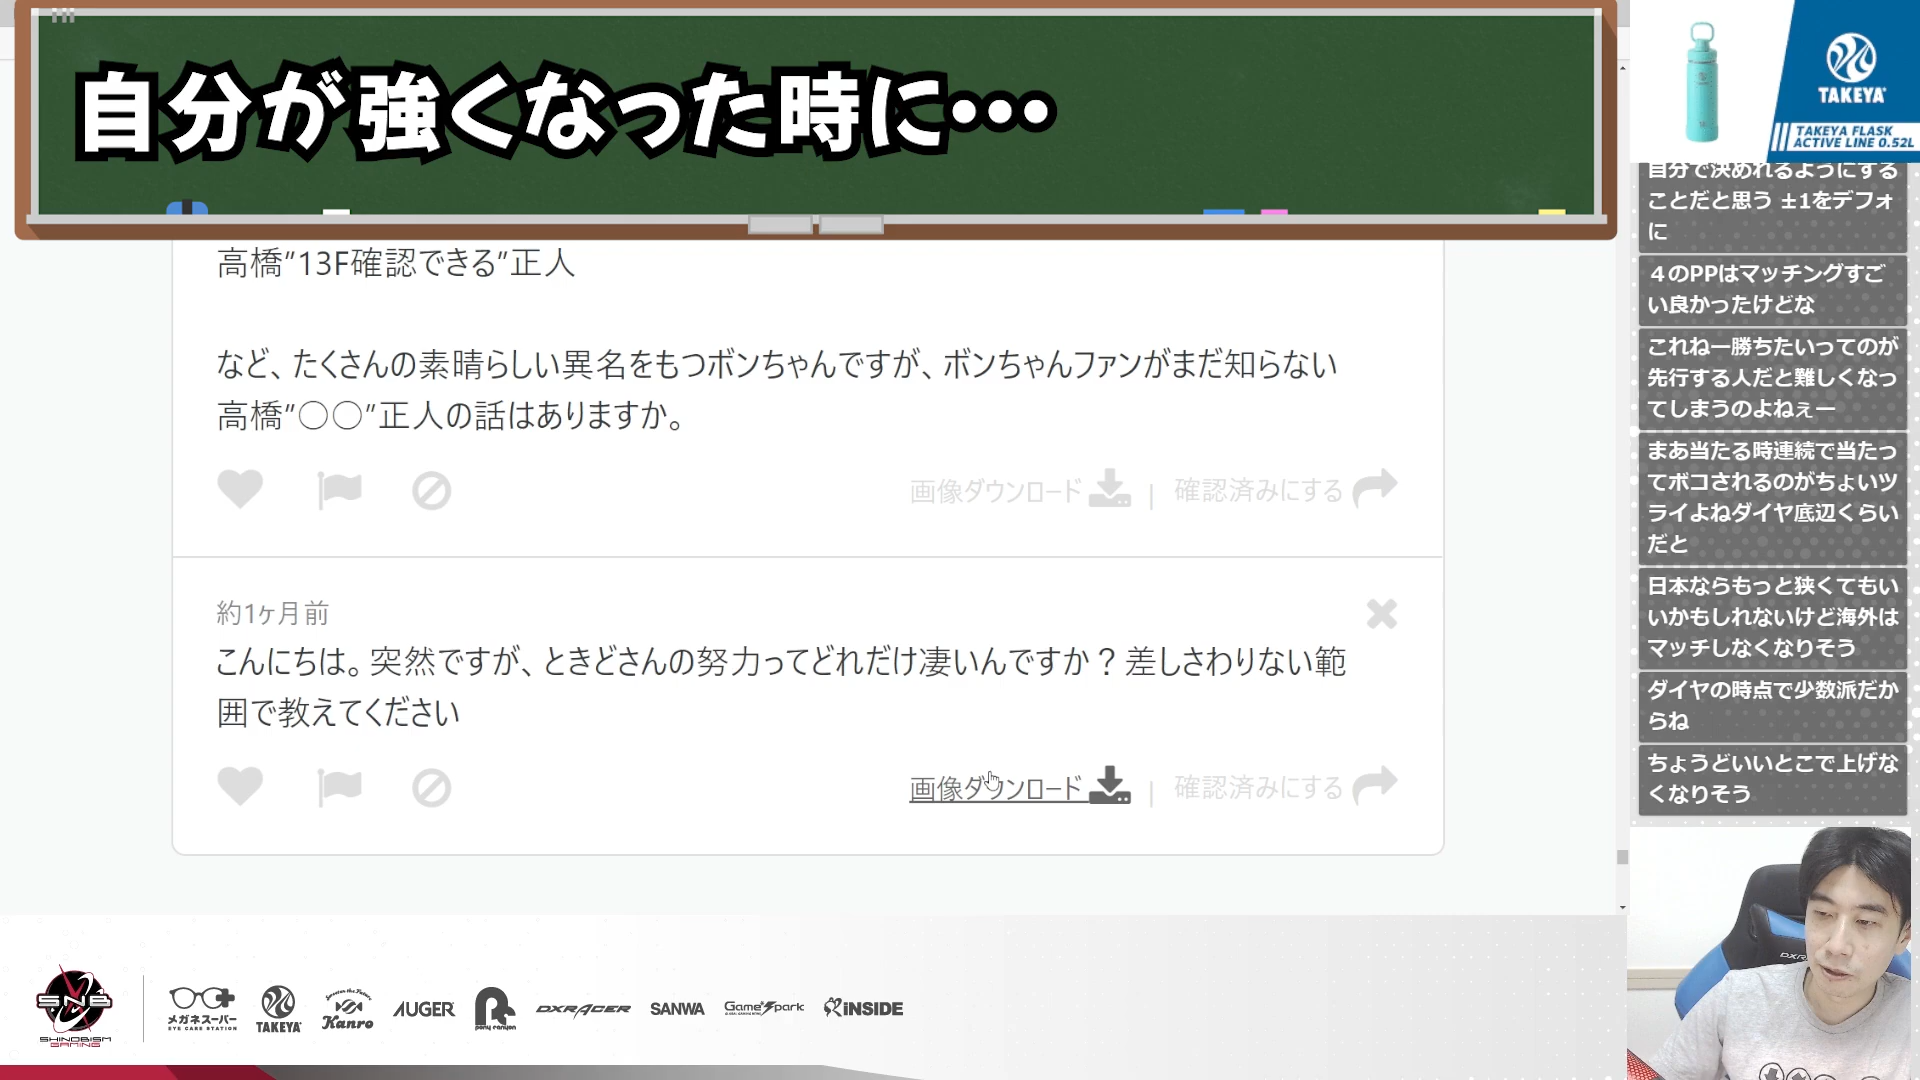 自分が強くなった時に…
高橋”13F確認できる”正人
など、たくさんの素晴らしい異名をもつボンちゃんですが、ボンちゃんファンがまだ知らない
高橋”○○”正人の話はありますか。
画像ダウンロード | 確認済みにする
約1ヶ月前
こんにちは。突然ですが、ときどさんの努力ってどれだけ凄いんですか？差しさわりない範
囲で教えてください
画像ダウンロード | 確認済みにする
TAKEYA
TAKEYA FLASK
ACTIVE LINE 0.52L
自分で決めれるようにする
ことだと思う ±1をデフォ
に
４のPPはマッチングすご
い良かったけどな
これね一勝ちたいってのが
先行する人だと難しくなっ
てしまうのよねぇー
まあ当たる時連続で当たっ
てボコされるのがちょいツ
ライよねダイヤ底辺くらい
だと
日本ならもっと狭くてもい
いかもしれないけど海外は
マッチしなくなりそう
ダイヤの時点で少数派だか
らね
ちょうどいいとこで上げな
くなりそう
SNB
SHINOBISM
GAMING
メガネスーパー
EYE CARE STATION
TAKEYA
Kanro
AUGER
pony canyon
DXRACER
SANWA
Game*Spark
iNSIDE